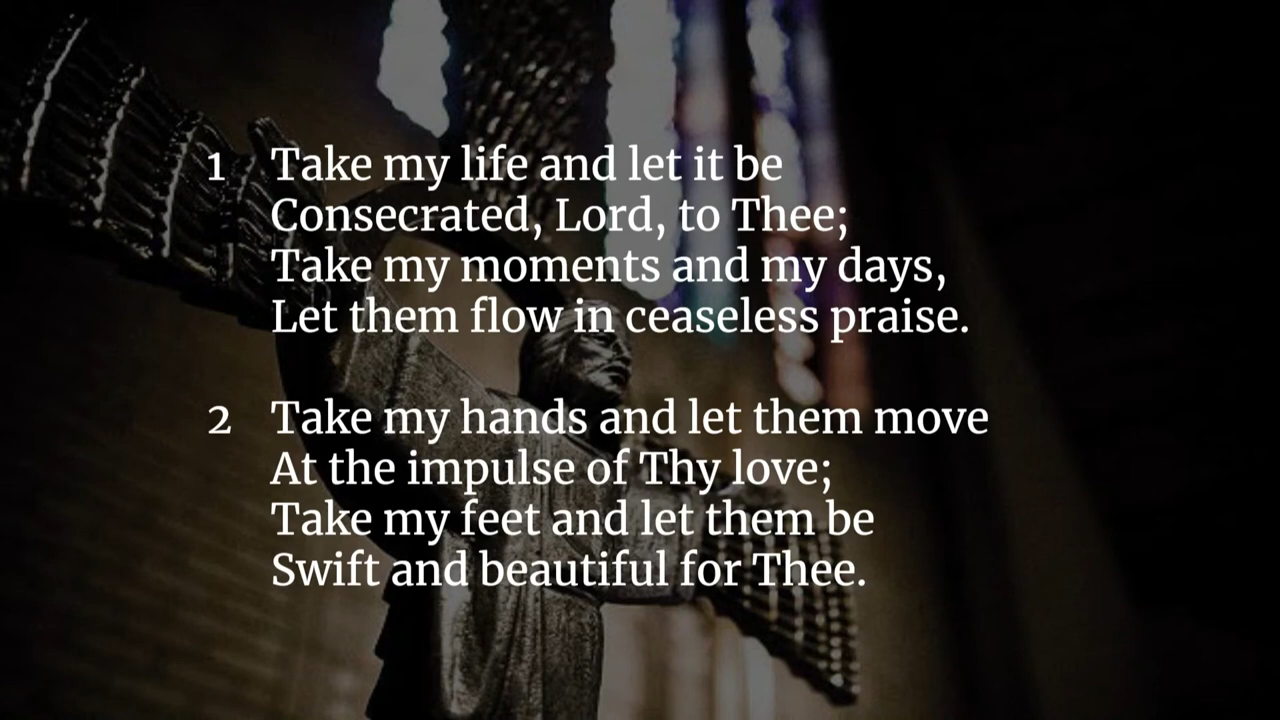 1 Take my life and let it be
Consecrated, Lord, to Thee;
Take my moments and my days,
Let them flow in ceaseless praise.
2 Take my hands and let them move
At the impulse of Thy love;
Take my feet and let them be
Swift and beautiful for Thee.